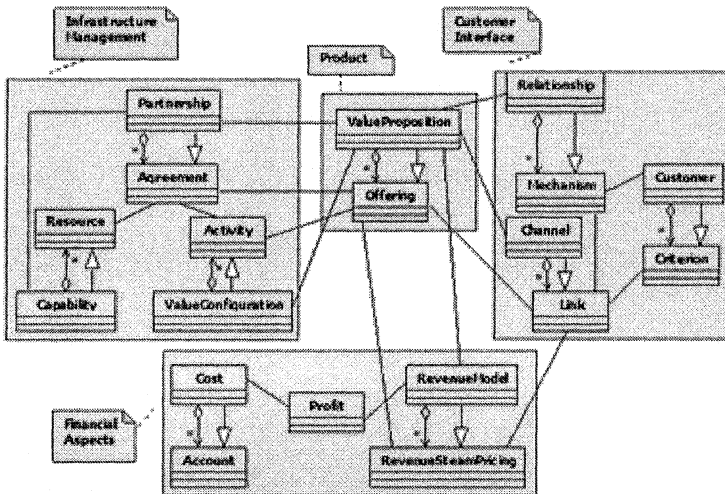 Infrastructure
Management
Customer
Interface
Product
Partnership
ValueProposition
Relationship
*
*
*
Agreement
Offering
Mechanism
Customer
Resource
Activity
Channel
*
*
*
*
Criterion
Capability
ValueConfiguration
Link
Cost
Profit
RevenueModel
Financial
Aspects
*
*
Account
RevenueSteamPricing